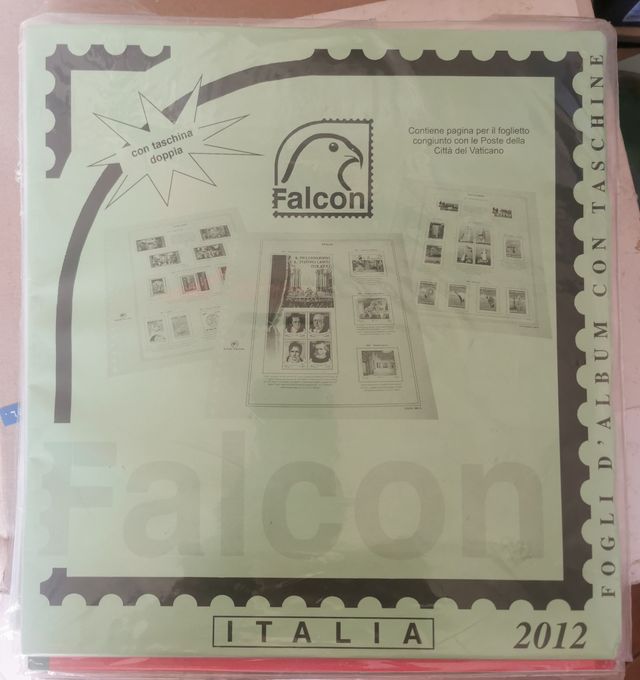 con taschina
doppia
Falcon
Contiene pagina per il foglietto
congiunto con le Poste della
Città del Vaticano
FOGLI D'ALBUM CON TASCHINE
Falcon
ITALIA
2012